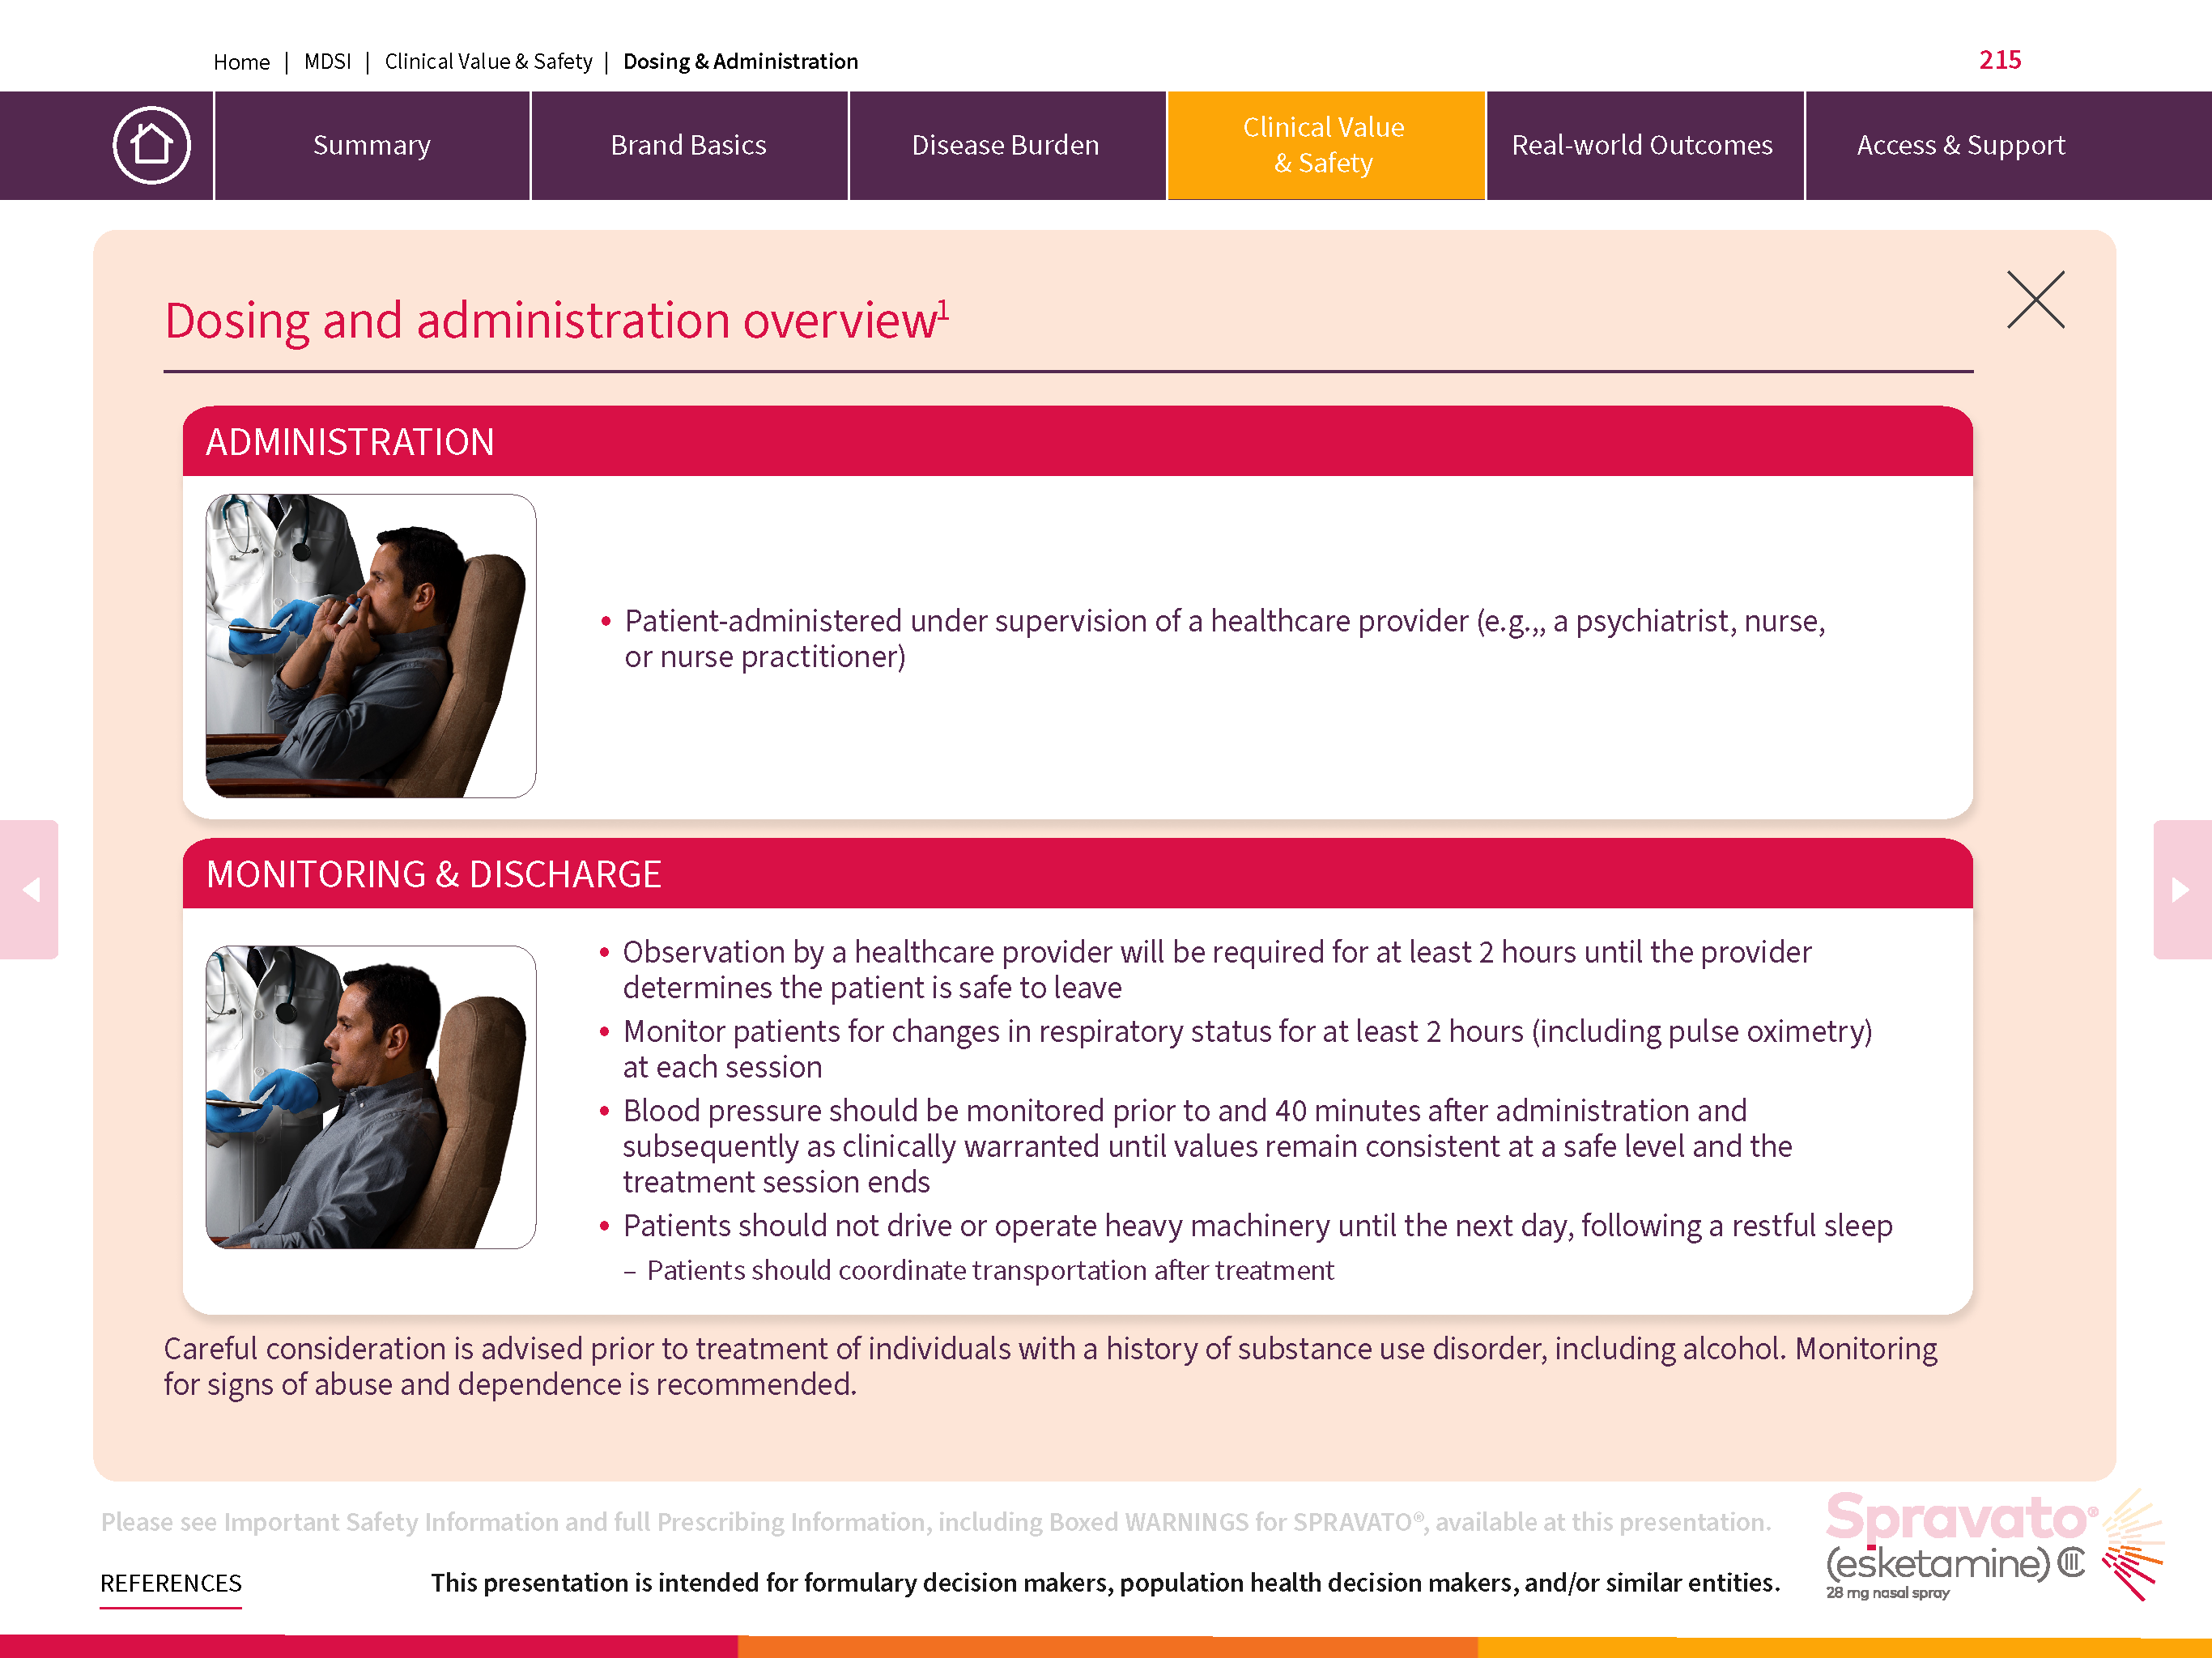 Home | MDSI | Clinical Value & Safety | Dosing & Administration
215
Summary
Brand Basics
Disease Burden
Clinical Value
& Safety
Real-world Outcomes
Access & Support
Dosing and administration overview1
ADMINISTRATION
• Patient-administered under supervision of a healthcare provider (e.g.,, a psychiatrist, nurse,
or nurse practitioner)
MONITORING & DISCHARGE
• Observation by a healthcare provider will be required for at least 2 hours until the provider
determines the patient is safe to leave
• Monitor patients for changes in respiratory status for at least 2 hours (including pulse oximetry)
at each session
• Blood pressure should be monitored prior to and 40 minutes after administration and
subsequently as clinically warranted until values remain consistent at a safe level and the
treatment session ends
• Patients should not drive or operate heavy machinery until the next day, following a restful sleep
– Patients should coordinate transportation after treatment
Careful consideration is advised prior to treatment of individuals with a history of substance use disorder, including alcohol. Monitoring
for signs of abuse and dependence is recommended.
Please see Important Safety Information and full Prescribing Information, including Boxed WARNINGS for SPRAVATO®, available at this presentation.
REFERENCES
This presentation is intended for formulary decision makers, population health decision makers, and/or similar entities.
Spravato®
(esketamine) CIII
28 mg nasal spray